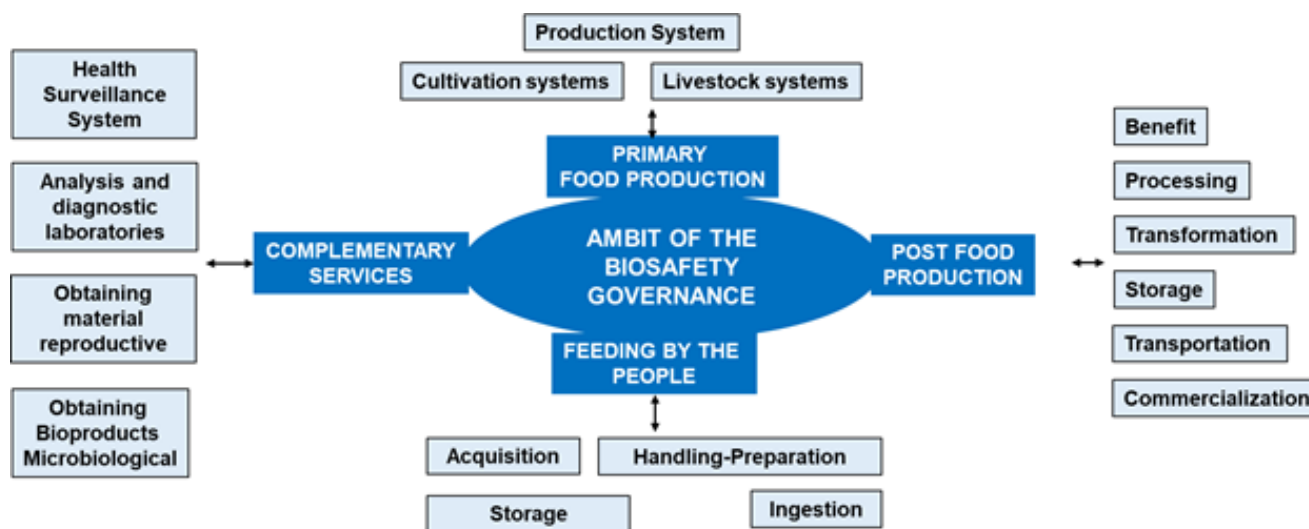 Production System
Cultivation systems
Livestock systems
Health
Surveillance
System
Analysis and
diagnostic
laboratories
Obtaining
material
reproductive
Obtaining
Bioproducts
Microbiological
PRIMARY
FOOD PRODUCTION
COMPLEMENTARY
SERVICES
AMBIT OF THE
BIOSAFETY
GOVERNANCE
POST FOOD
PRODUCTION
FEEDING BY THE
PEOPLE
Benefit
Processing
Transformation
Storage
Transportation
Commercialization
Acquisition
Handling-Preparation
Storage
Ingestion